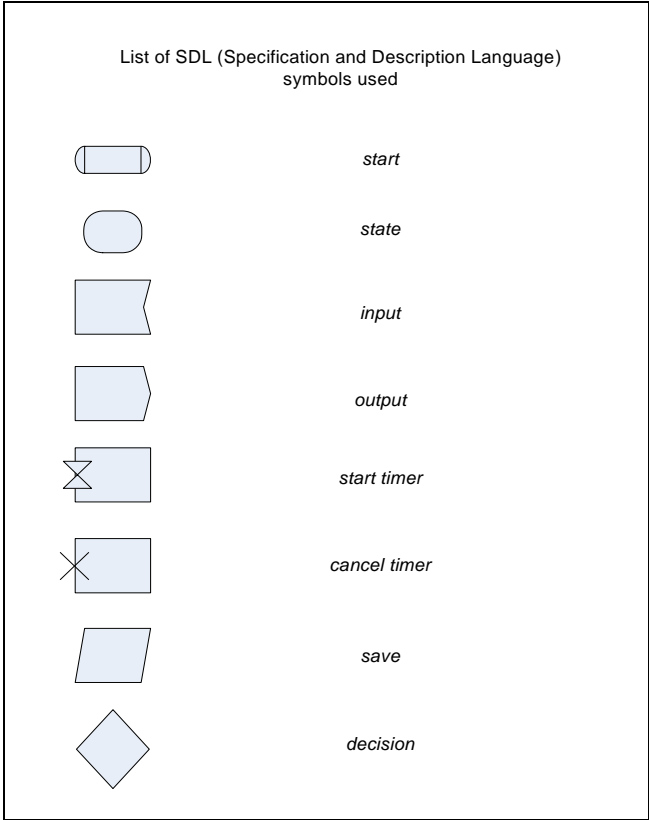 List of SDL (Specification and Description Language)
symbols used
start
state
input
output
start timer
cancel timer
save
decision